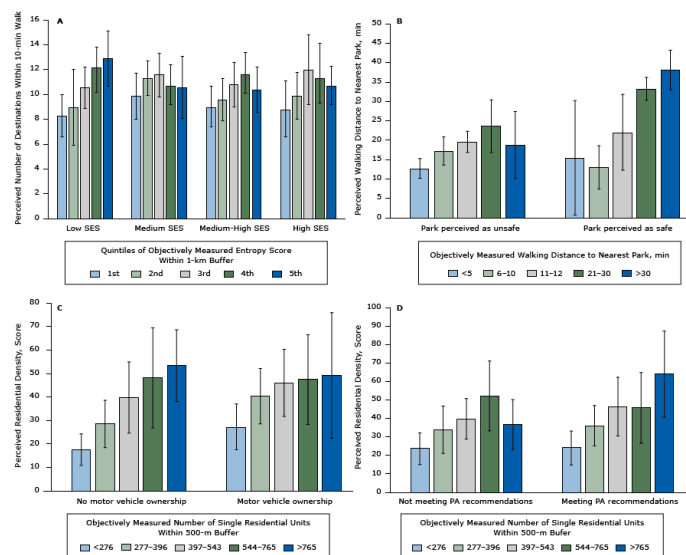 A
Perceived Number of Destinations Within 10-min Walk
16
14
12
10
8
6
4
2
0
Low SES
Medium SES
Medium-High SES
High SES
Quintiles of Objectively Measured Entropy Score
Within 1-km Buffer
1st
2nd
3rd
4th
5th
B
Perceived Walking Distance to Nearest Park, min
50
45
40
35
30
25
20
15
10
5
0
Park perceived as unsafe
Park perceived as safe
Objectively Measured Walking Distance to Nearest Park, min
<5
6–10
11–12
21–30
>30
C
Perceived Residential Density, Score
80
70
60
50
40
30
20
10
0
No motor vehicle ownership
Motor vehicle ownership
Objectively Measured Number of Single Residential Units
Within 500-m Buffer
<276
277–396
397–543
544–765
>765
D
Perceived Residential Density, Score
100
90
80
70
60
50
40
30
20
10
0
Not meeting PA recommendations
Meeting PA recommendations
Objectively Measured Number of Single Residential Units
Within 500-m Buffer
<276
277–396
397–543
544–765
>765